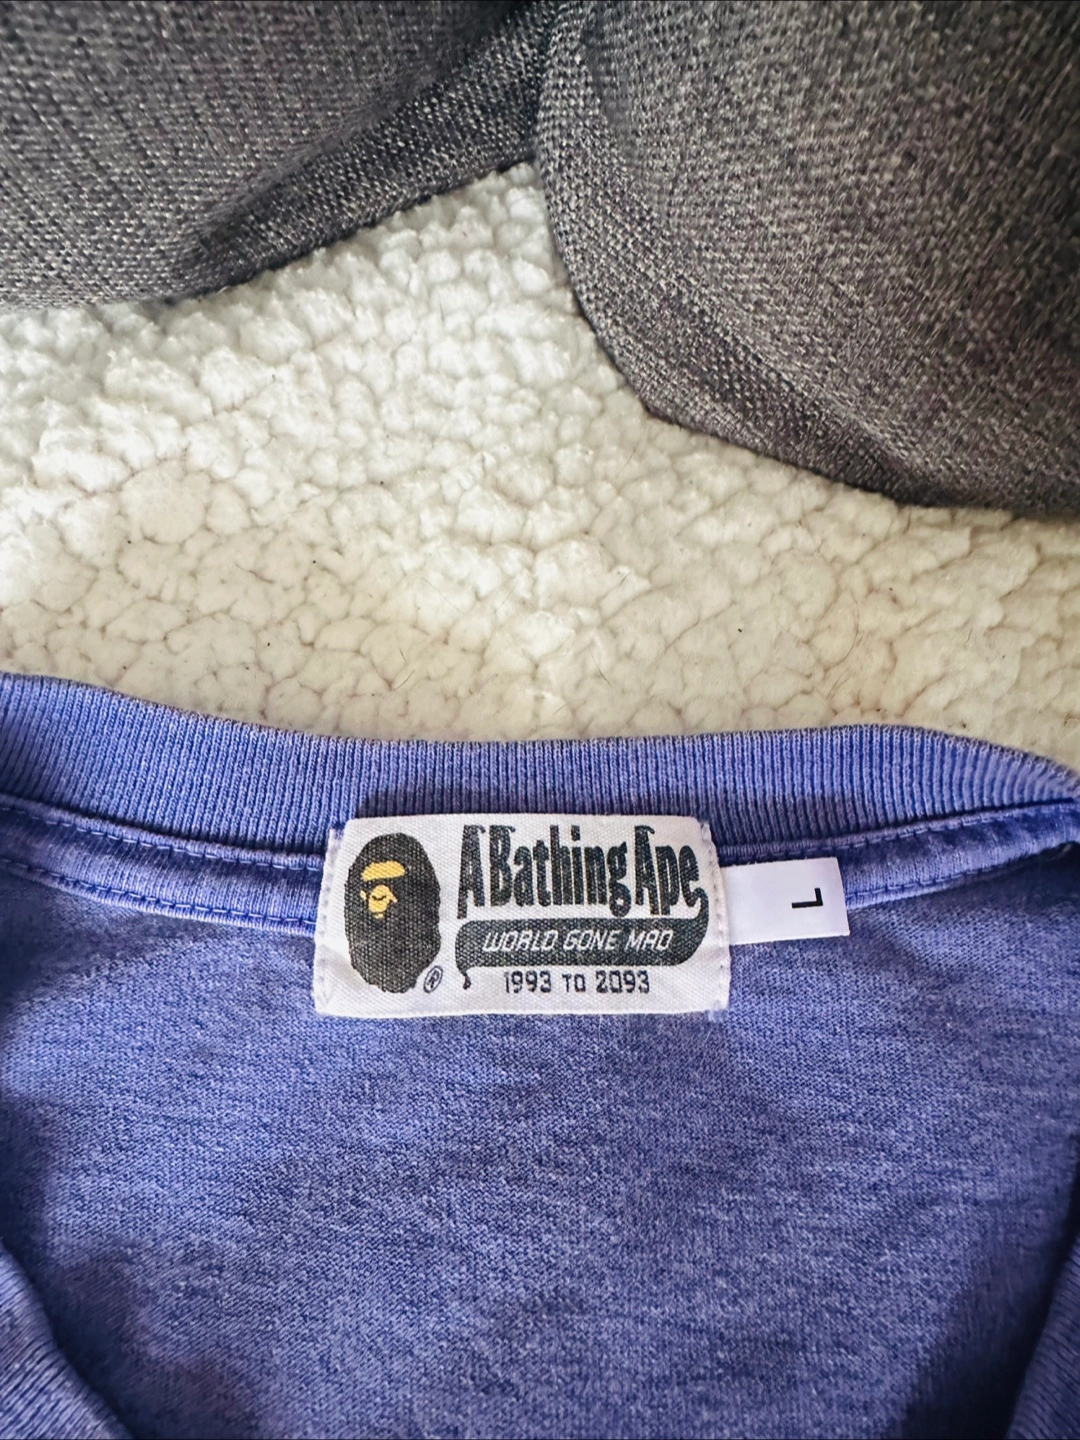 A Bathing Ape
WORLD GONE MAD
®
1993 TO 2093
L